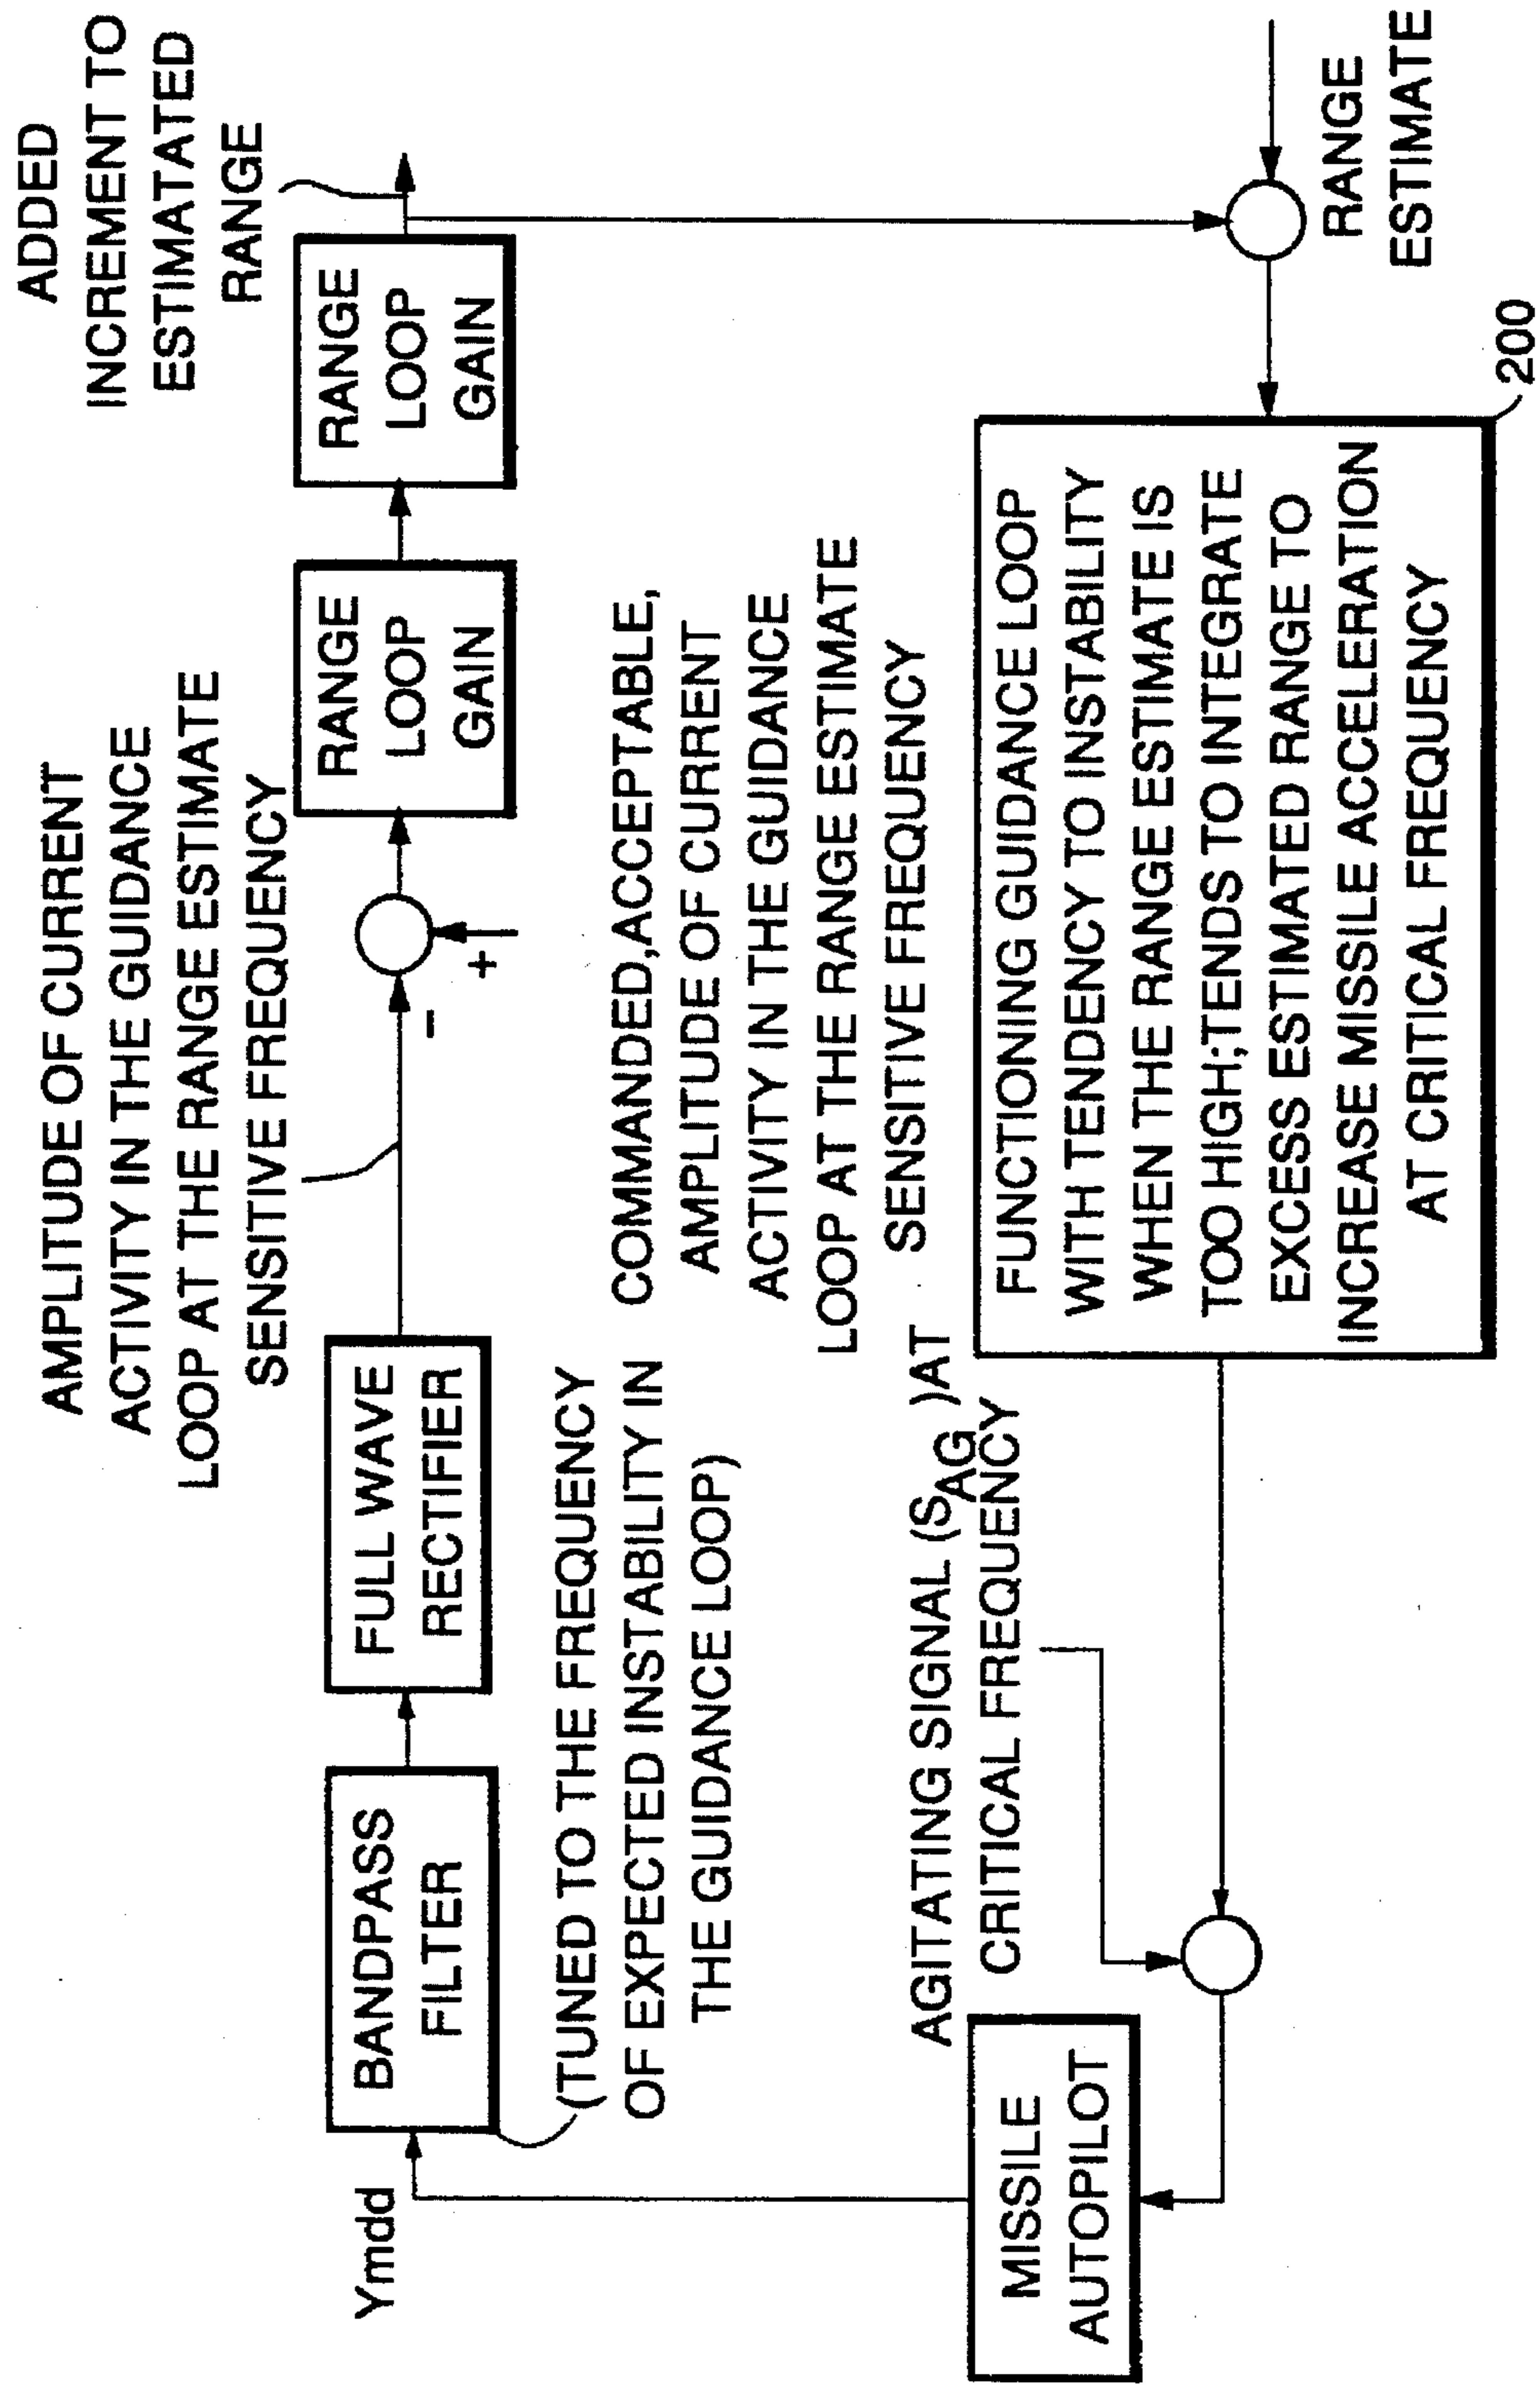 AMPLITUDE OF CURRENT
ACTIVITY IN THE GUIDANCE
LOOP AT THE RANGE ESTIMATE
SENSITIVE FREQUENCY
ADDED
INCREMENT TO
ESTIMATATED
RANGE
Ymdd
BANDPASS
FILTER
FULL WAVE
RECTIFIER
-
+
RANGE
LOOP
GAIN
RANGE
LOOP
GAIN
(TUNED TO THE FREQUENCY
OF EXPECTED INSTABILITY IN
THE GUIDANCE LOOP)
COMMANDED,ACCEPTABLE,
AMPLITUDE OF CURRENT
ACTIVITY IN THE GUIDANCE
LOOP AT THE RANGE ESTIMATE
SENSITIVE FREQUENCY
AGITATING SIGNAL (SAG)AT
CRITICAL FREQUENCY
MISSILE
AUTOPILOT
FUNCTIONING GUIDANCE LOOP
WITH TENDENCY TO INSTABILITY
WHEN THE RANGE ESTIMATE IS
TOO HIGH;TENDS TO INTEGRATE
EXCESS ESTIMATED RANGE TO
INCREASE MISSILE ACCELERATION
AT CRITICAL FREQUENCY
200
RANGE
ESTIMATE